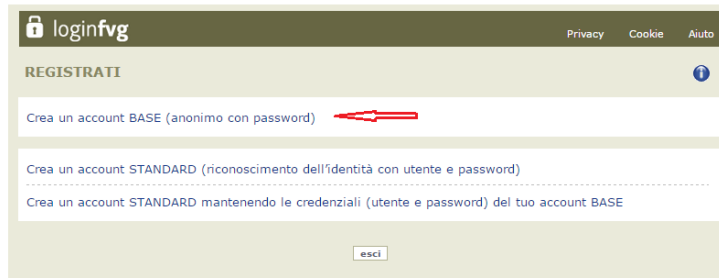 loginfvg
Privacy Cookie Aiuto
REGISTRATI
Crea un account BASE (anonimo con password)
Crea un account STANDARD (riconoscimento dell'identità con utente e password)
Crea un account STANDARD mantenendo le credenziali (utente e password) del tuo account BASE
esci